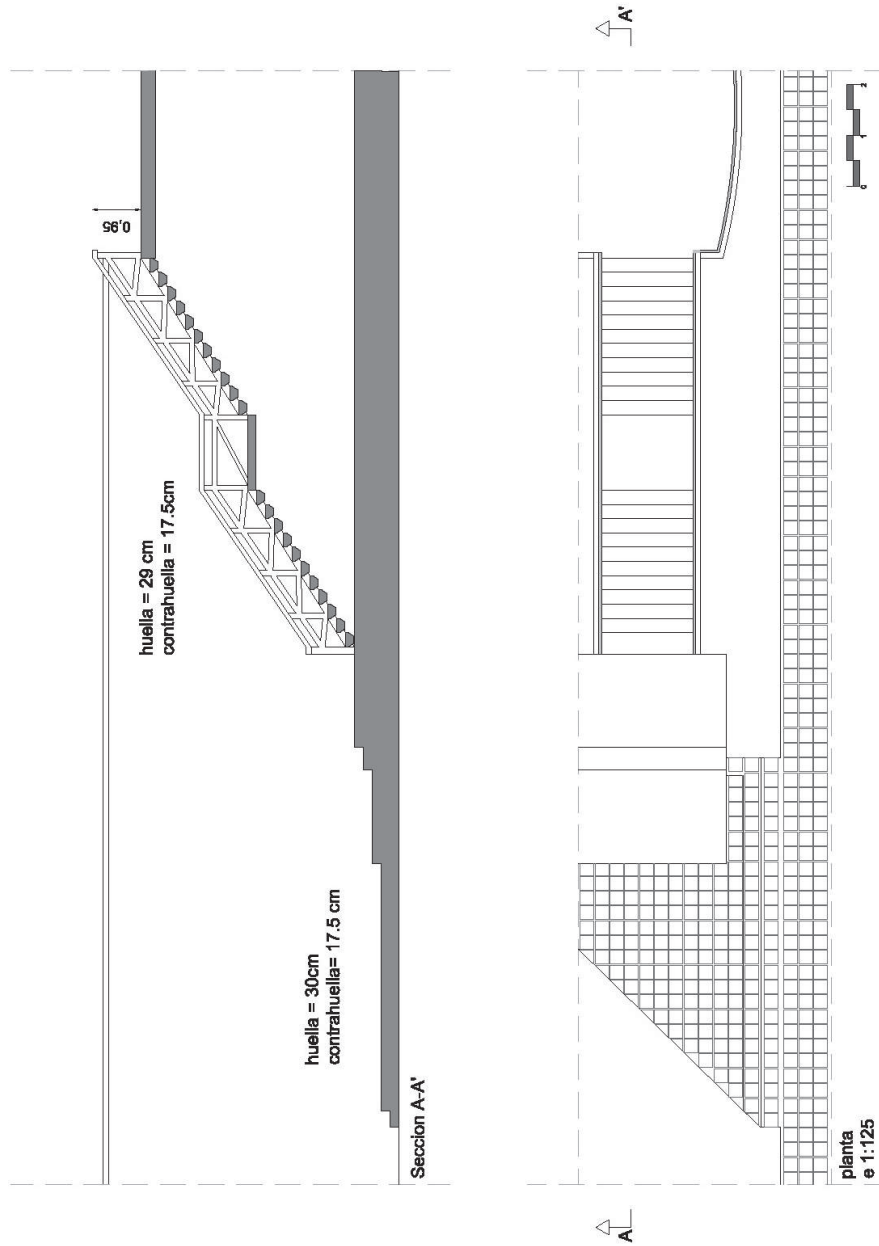 0,95
huella = 29 cm
contrahuella = 17.5cm
huella = 30cm
contrahuella= 17.5 cm
Seccion A-A'
A
A'
planta
e 1:125
0
1
2